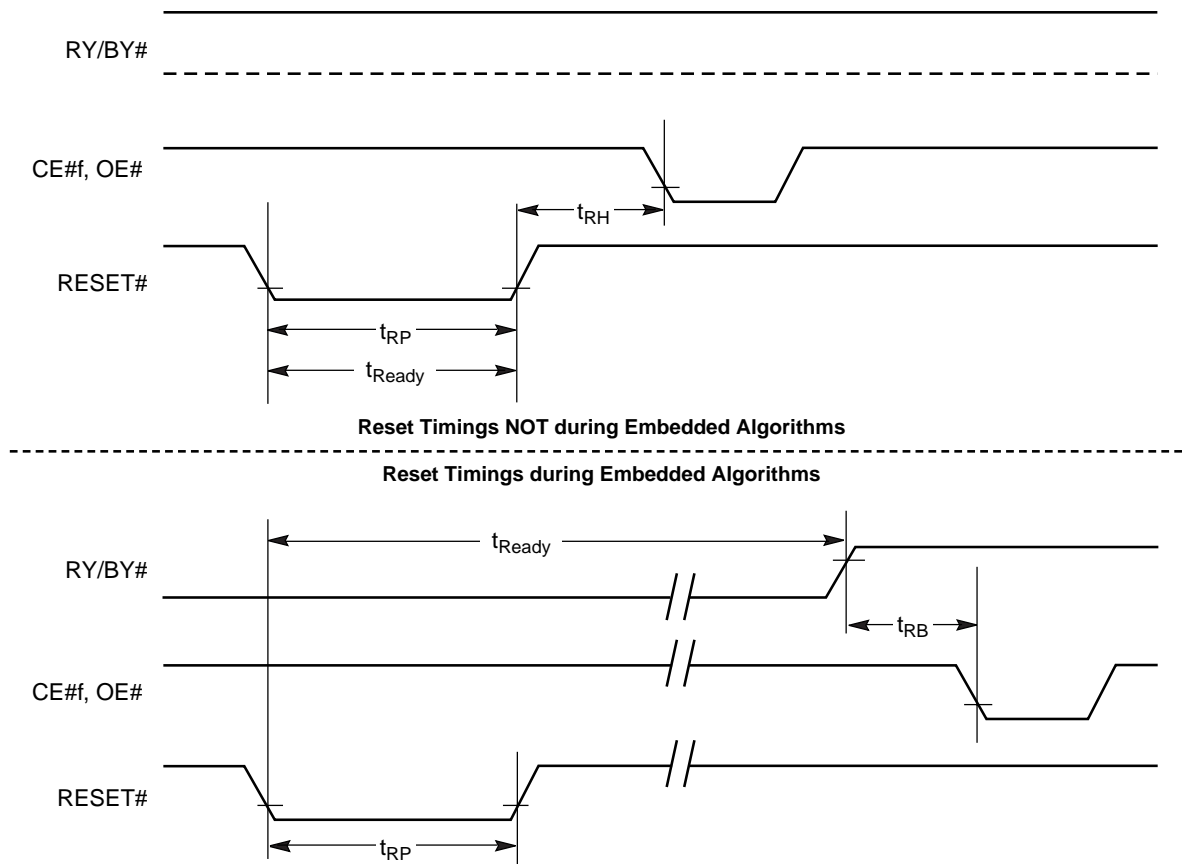 RY/BY#
CE#f, OE#
tRH
RESET#
tRP
tReady
Reset Timings NOT during Embedded Algorithms
Reset Timings during Embedded Algorithms
tReady
RY/BY#
tRB
CE#f, OE#
RESET#
tRP